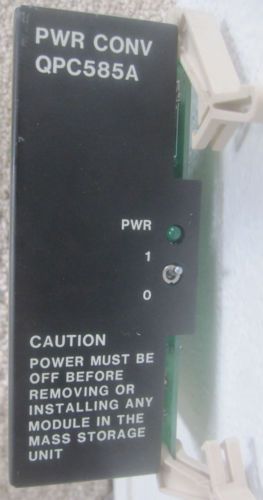 PWR CONV
QPC585A
PWR
1
0
CAUTION
POWER MUST BE
OFF BEFORE
REMOVING OR
INSTALLING ANY
MODULE IN THE
MASS STORAGE
UNIT